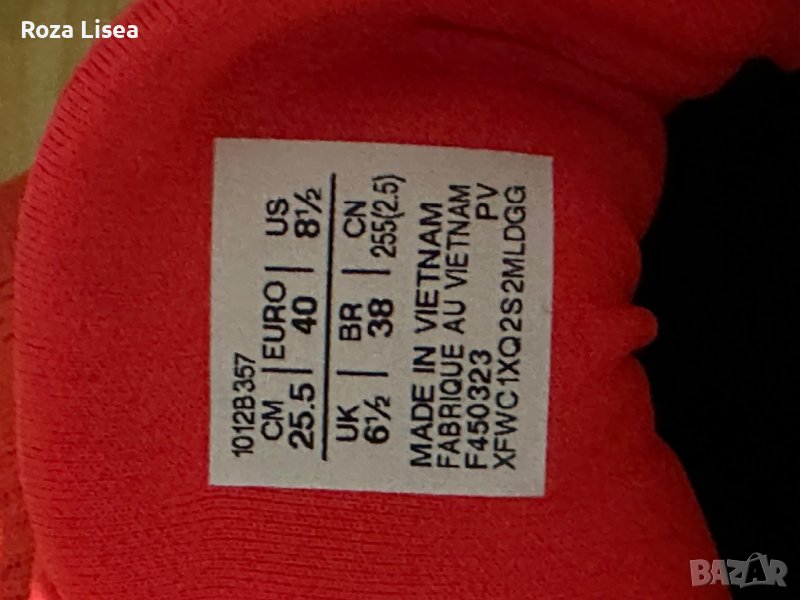 Roza Lisea
1012B357
CM | EURO | US
25.5 | 40 | 8½
UK | BR | CN
6½ | 38 | 255(2.5)
MADE IN VIETNAM
FABRIQUE AU VIETNAM
F450323 PV
XFWC1XQ2S2MLDGG
BAZAR